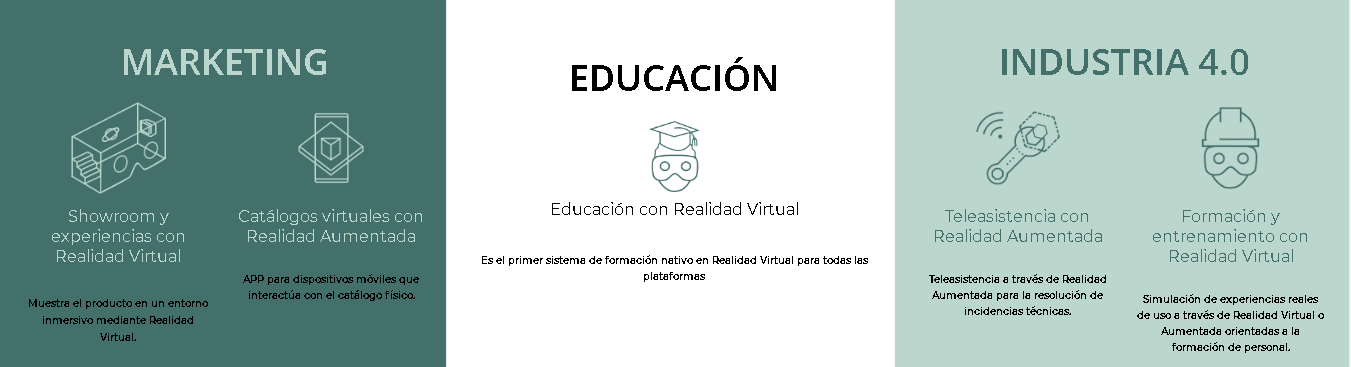 MARKETING
Showroom y
experiencias con
Realidad Virtual
Muestra el producto en un entorno
inmersivo mediante Realidad
Virtual.
Catálogos virtuales con
Realidad Aumentada
APP para dispositivos móviles que
interactúa con el catálogo físico.
EDUCACIÓN
Educación con Realidad Virtual
Es el primer sistema de formación nativo en Realidad Virtual para todas las
plataformas
INDUSTRIA 4.0
Teleasistencia con
Realidad Aumentada
Teleasistencia a través de Realidad
Aumentada para la resolución de
incidencias técnicas.
Formación y
entrenamiento con
Realidad Virtual
Simulación de experiencias reales
de uso a través de Realidad Virtual o
Aumentada orientadas a la
formación de personal.